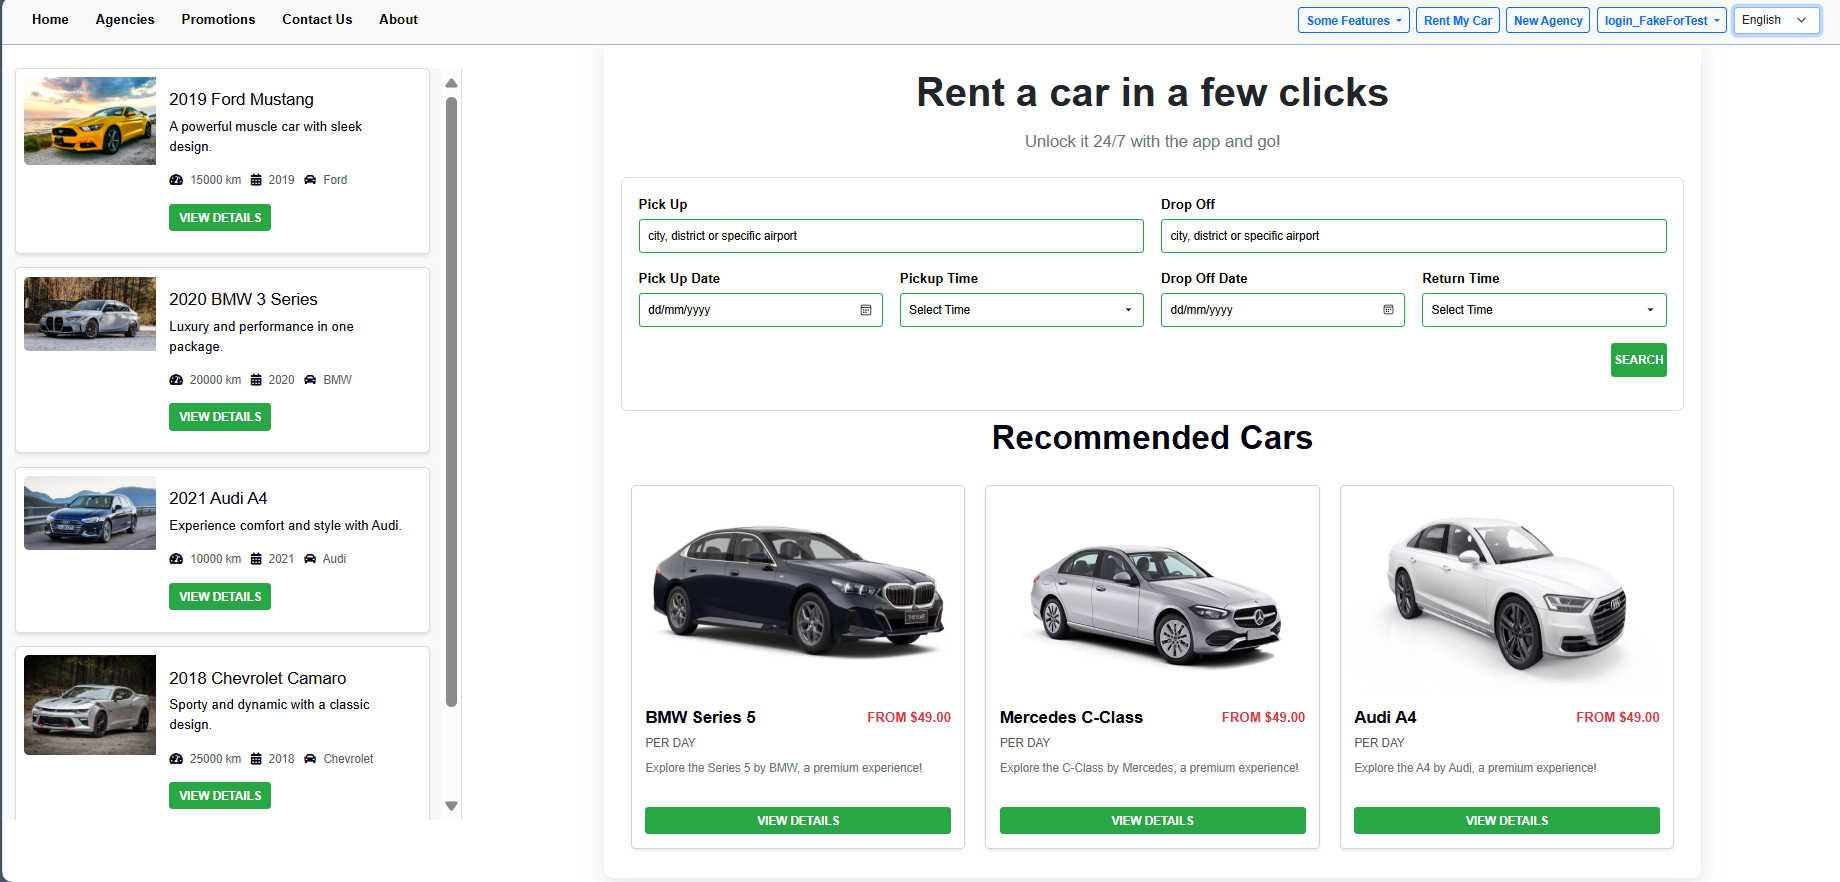 Home Agencies Promotions Contact Us About Some Features Rent My Car New Agency login_FakeForTest English
2019 Ford Mustang
A powerful muscle car with sleek
design.
15000 km 2019 Ford
VIEW DETAILS
2020 BMW 3 Series
Luxury and performance in one
package.
20000 km 2020 BMW
VIEW DETAILS
2021 Audi A4
Experience comfort and style with Audi.
10000 km 2021 Audi
VIEW DETAILS
2018 Chevrolet Camaro
Sporty and dynamic with a classic
design.
25000 km 2018 Chevrolet
VIEW DETAILS
Rent a car in a few clicks
Unlock it 24/7 with the app and go!
Pick Up Drop Off
city, district or specific airport city, district or specific airport
Pick Up Date Pickup Time Drop Off Date Return Time
dd/mm/yyyy Select Time dd/mm/yyyy Select Time
SEARCH
Recommended Cars
BMW Series 5 FROM $49.00
PER DAY
Explore the Series 5 by BMW, a premium experience!
VIEW DETAILS
Mercedes C-Class FROM $49.00
PER DAY
Explore the C-Class by Mercedes, a premium experience!
VIEW DETAILS
Audi A4 FROM $49.00
PER DAY
Explore the A4 by Audi, a premium experience!
VIEW DETAILS